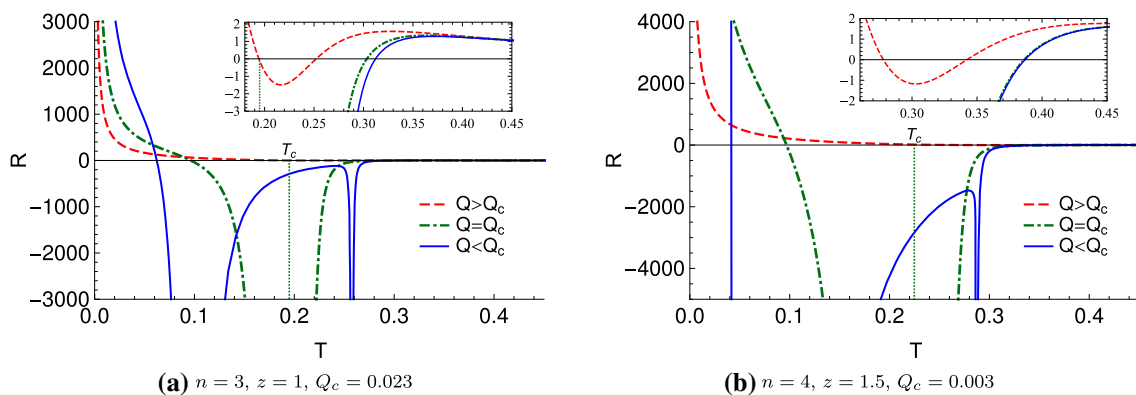 3000
2000
1000
0
-1000
-2000
-3000
R
0.0 0.1 0.2 0.3 0.4
T
T_c
Q>Q_c
Q=Q_c
Q<Q_c
2
1
0
-1
-2
-3
0.20 0.25 0.30 0.35 0.40 0.45
(a) n = 3, z = 1, Q_c = 0.023
4000
2000
0
-2000
-4000
R
0.0 0.1 0.2 0.3 0.4
T
T_c
Q>Q_c
Q=Q_c
Q<Q_c
2
1
0
-1
-2
0.30 0.35 0.40 0.45
(b) n = 4, z = 1.5, Q_c = 0.003